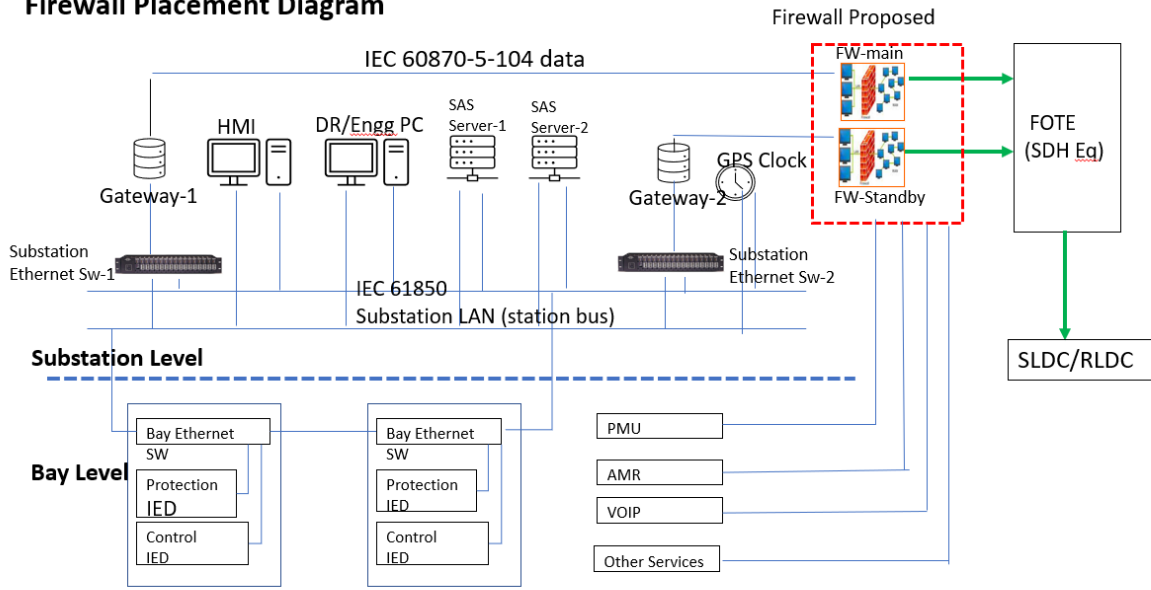 Firewall Placement Diagram
Firewall Proposed
IEC 60870-5-104 data
FW-main
FOTE
(SDH Eq)
HMI
DR/Engg PC
SAS
Server-1
SAS
Server-2
GPS Clock
Gateway-1
Gateway-2
FW-Standby
Substation
Ethernet Sw-1
Substation
Ethernet Sw-2
IEC 61850
Substation LAN (station bus)
Substation Level
SLDC/RLDC
Bay Level
Bay Ethernet
SW
Protection
IED
Control
IED
Bay Ethernet
SW
Protection
IED
Control
IED
PMU
AMR
VOIP
Other Services